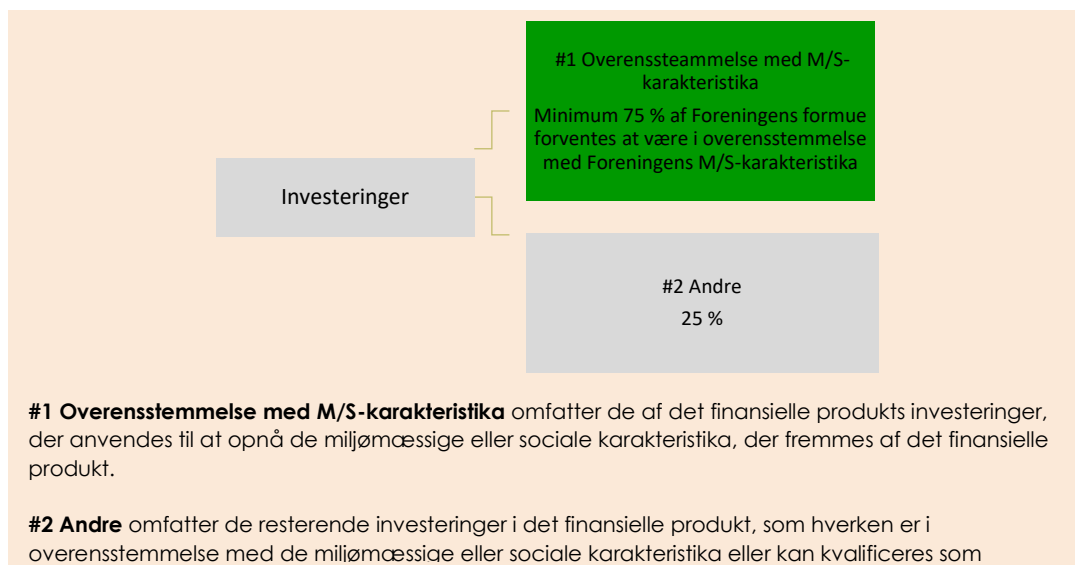 #1 Overenssteammelse med M/S-
karakteristika
Minimum 75 % af Foreningens formue
forventes at være i overensstemmelse
med Foreningens M/S-karakteristika
Investeringer
#2 Andre
25 %
#1 Overensstemmelse med M/S-karakteristika omfatter de af det finansielle produkts investeringer,
der anvendes til at opnå de miljømæssige eller sociale karakteristika, der fremmes af det finansielle
produkt.
#2 Andre omfatter de resterende investeringer i det finansielle produkt, som hverken er i
overensstemmelse med de miljømæssige eller sociale karakteristika eller kan kvalificeres som